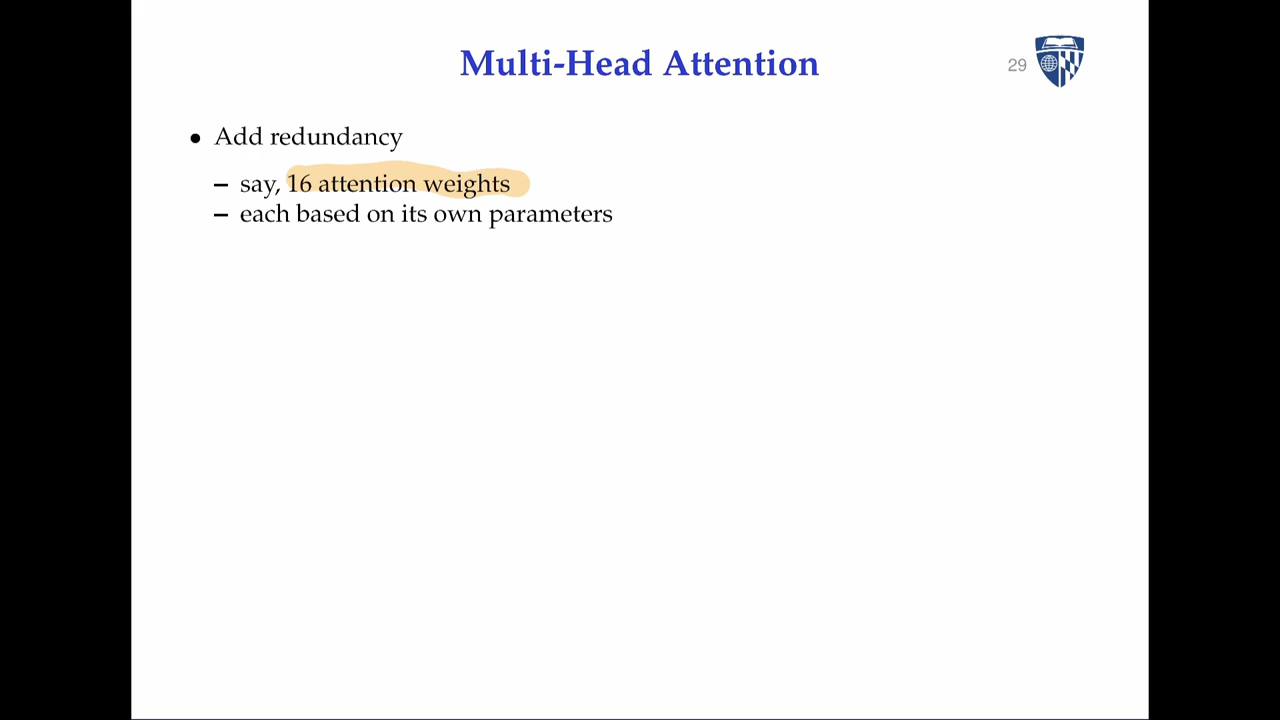 Multi-Head Attention
29
• Add redundancy
– say, 16 attention weights
– each based on its own parameters